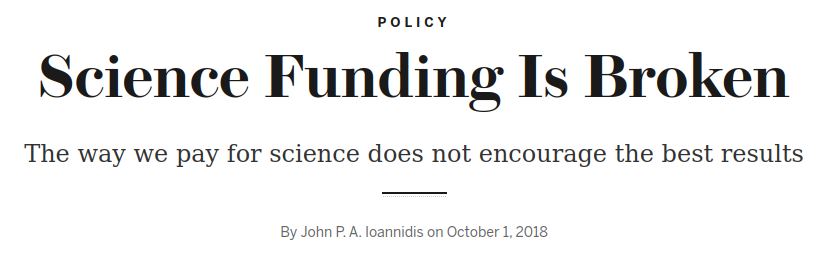 POLICY
Science Funding Is Broken
The way we pay for science does not encourage the best results
By John P. A. Ioannidis on October 1, 2018